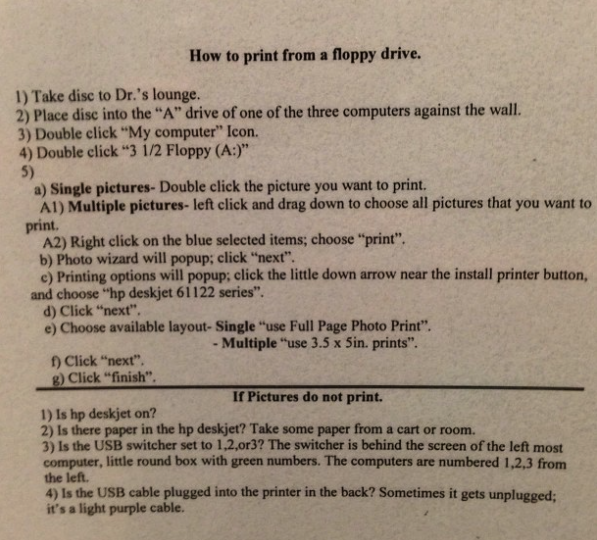 How to print from a floppy drive.
1) Take disc to Dr.'s lounge.
2) Place disc into the “A” drive of one of the three computers against the wall.
3) Double click “My computer” Icon.
4) Double click “3 1/2 Floppy (A:)”
5)
a) Single pictures- Double click the picture you want to print.
A1) Multiple pictures- left click and drag down to choose all pictures that you want to
print.
A2) Right click on the blue selected items; choose “print”.
b) Photo wizard will popup; click “next”.
c) Printing options will popup; click the little down arrow near the install printer button,
and choose “hp deskjet 61122 series”.
d) Click “next”.
e) Choose available layout- Single “use Full Page Photo Print”.
- Multiple “use 3.5 x 5in. prints”.
f) Click “next”.
g) Click “finish”.
If Pictures do not print.
1) Is hp deskjet on?
2) Is there paper in the hp deskjet? Take some paper from a cart or room.
3) Is the USB switcher set to 1,2,or3? The switcher is behind the screen of the left most
computer, little round box with green numbers. The computers are numbered 1,2,3 from
the left.
4) Is the USB cable plugged into the printer in the back? Sometimes it gets unplugged;
it's a light purple cable.